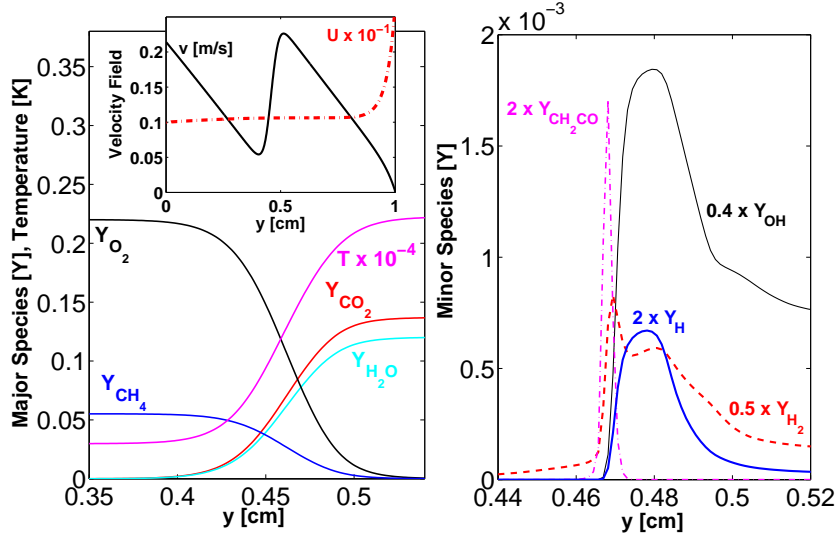 Major Species [Y], Temperature [K]
0.35
0.3
0.25
0.2
0.15
0.1
0.05
0
0.35
0.4
0.45
0.5
y [cm]
Y_O2
Y_CH4
T x 10^−4
Y_CO2
Y_H2O
Velocity Field
0.2
0.15
0.10
0.05
0
0
0.5
1
y [cm]
v [m/s]
U x 10^−1
Minor Species [Y]
2 x 10^−3
1.5
1
0.5
0
0.44
0.46
0.48
0.5
0.52
y [cm]
2 x Y_CH2CO
0.4 x Y_OH
2 x Y_H
0.5 x Y_H2